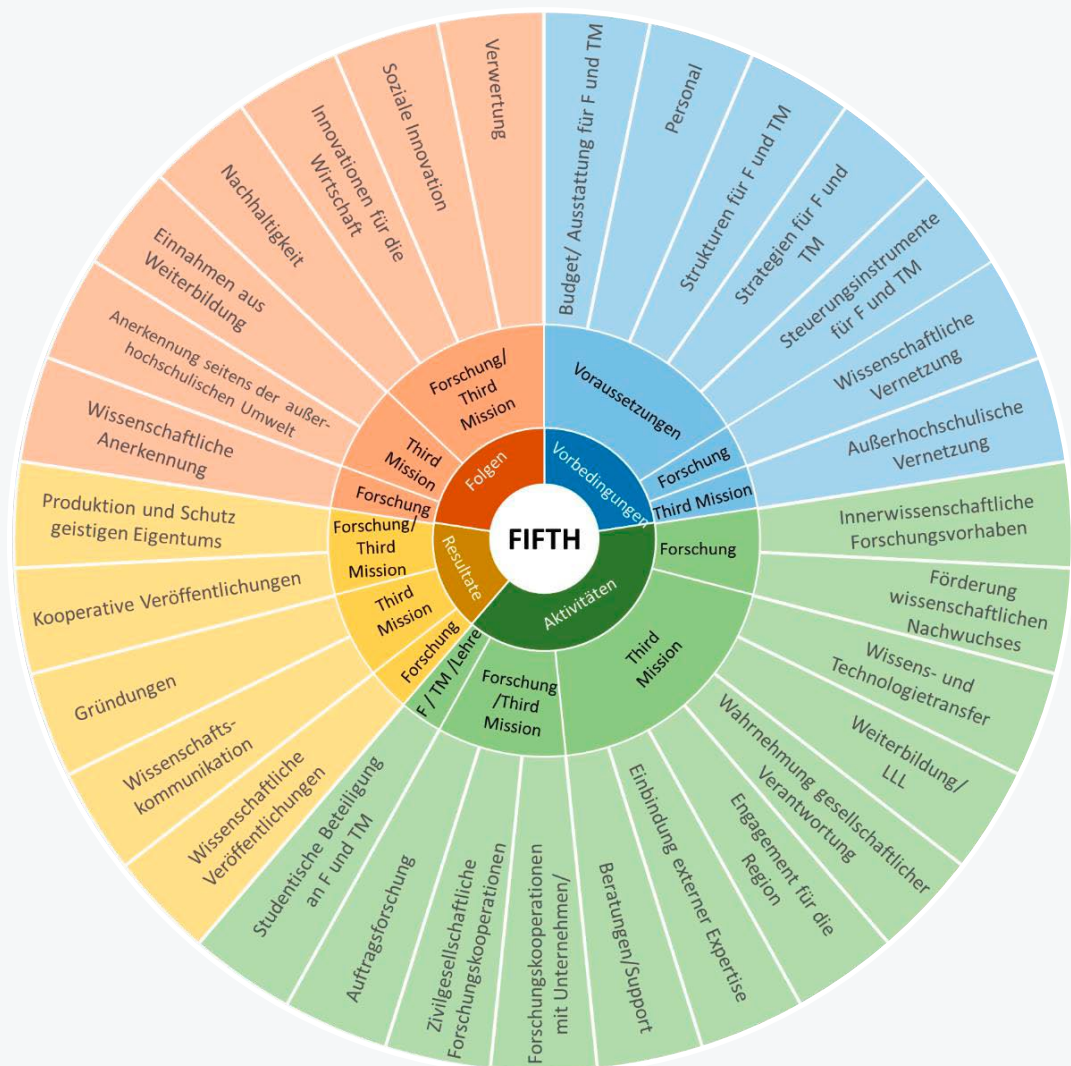 FIFTH
Vorbedingungen
Voraussetzungen
Budget/ Ausstattung für F und TM
Personal
Strukturen für F und TM
Strategien für F und
TM
Steuerungsinstrumente
für F und TM
Forschung
Wissenschaftliche
Vernetzung
Third Mission
Außerhochschulische
Vernetzung
Aktivitäten
Forschung
Innerwissenschaftliche
Forschungsvorhaben
Förderung
wissenschaftlichen
Nachwuchses
Third
Mission
Wissens- und
Technologietransfer
Weiterbildung/
LLL
Wahrnehmung gesellschaftlicher
Verantwortung
Engagement für die
Region
Einbindung externer Expertise
Beratungen/Support
Forschung
/Third
Mission
Forschungskooperationen
mit Unternehmen/
Zivilgesellschaftliche
Forschungskooperationen
Auftragsforschung
F / TM /Lehre
Studentische Beteiligung
an F und TM
Resultate
Forschung
Wissenschaftliche
Veröffentlichungen
Third
Mission
Wissenschafts-
kommunikation
Gründungen
Forschung/
Third
Mission
Kooperative Veröffentlichungen
Produktion und Schutz
geistigen Eigentums
Folgen
Forschung
Wissenschaftliche
Anerkennung
Third
Mission
Anerkennung seitens der außer-
hochschulischen Umwelt
Einnahmen aus
Weiterbildung
Forschung/
Third
Mission
Nachhaltigkeit
Innovationen für die
Wirtschaft
Soziale Innovation
Verwertung